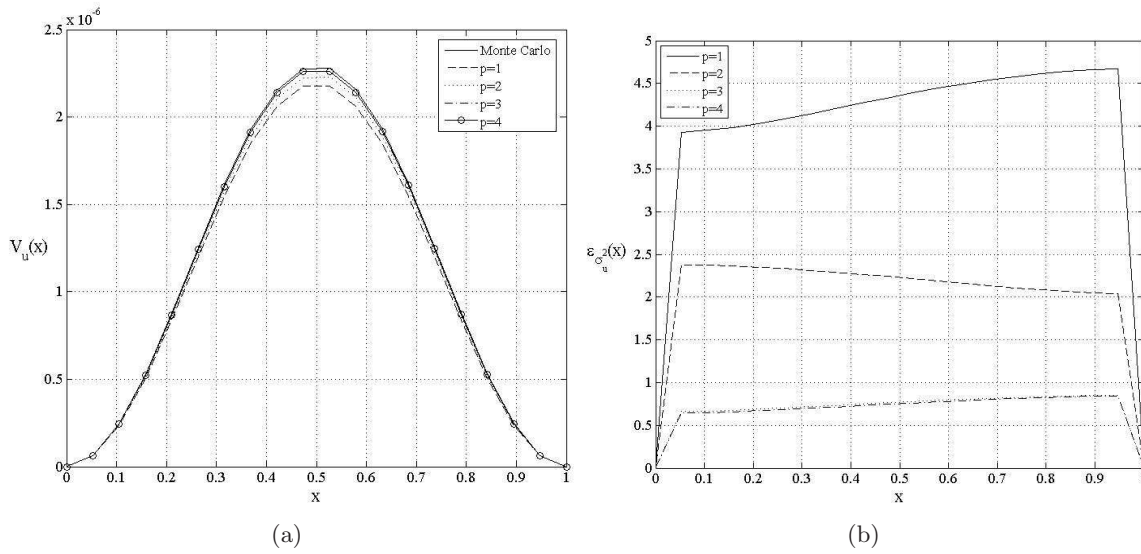 x 10^-6
2.5
2
1.5
1
0.5
0
V_u(x)
0 0.1 0.2 0.3 0.4 0.5 0.6 0.7 0.8 0.9 1
x
Monte Carlo
p=1
p=2
p=3
p=4
(a)
5
4.5
4
3.5
3
2.5
2
1.5
1
0.5
0
ε_σ_u^2(x)
0 0.1 0.2 0.3 0.4 0.5 0.6 0.7 0.8 0.9
x
p=1
p=2
p=3
p=4
(b)